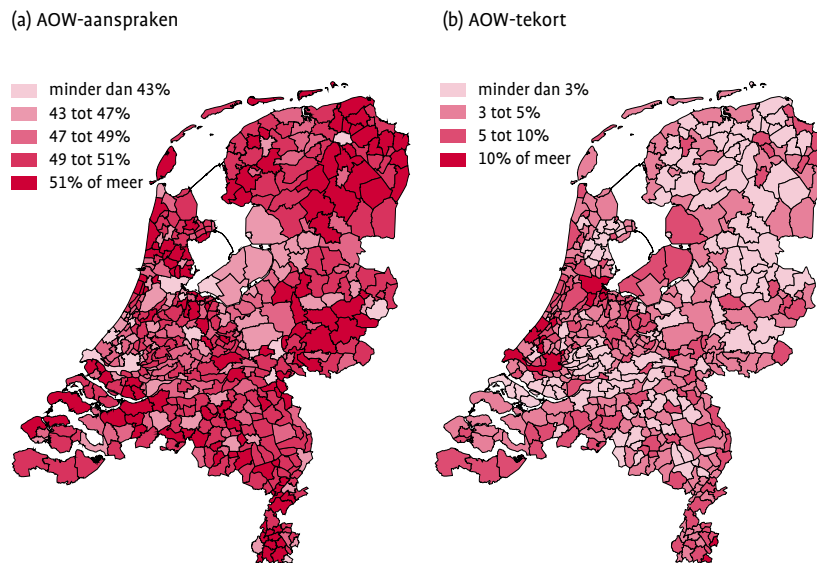 (a) AOW-aanspraken
minder dan 43%
43 tot 47%
47 tot 49%
49 tot 51%
51% of meer
(b) AOW-tekort
minder dan 3%
3 tot 5%
5 tot 10%
10% of meer